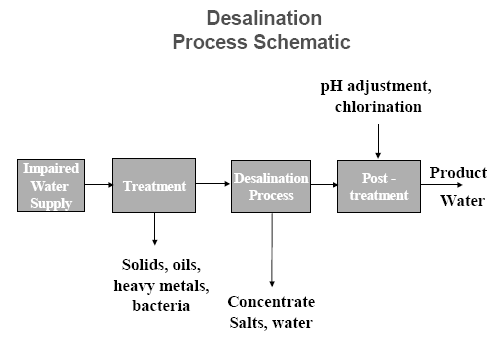 Desalination
Process Schematic
pH adjustment,
chlorination
Impaired
Water
Supply
Treatment
Desalination
Process
Post -
treatment
Product
Water
Solids, oils,
heavy metals,
bacteria
Concentrate
Salts, water